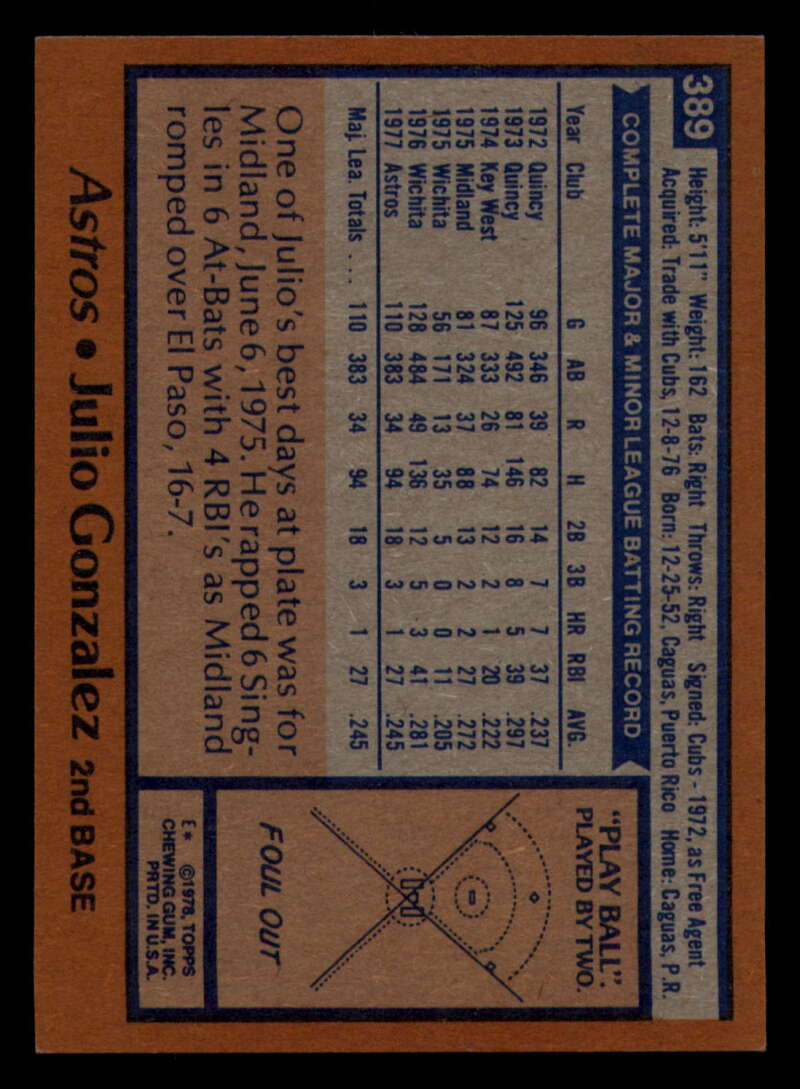 389
Height: 5'11" Weight: 162 Bats: Right Throws: Right Signed: Cubs - 1972, as Free Agent
Acquired: Trade with Cubs, 12-8-76 Born: 12-25-52, Caguas, Puerto Rico Home: Caguas, P.R.
COMPLETE MAJOR & MINOR LEAGUE BATTING RECORD
Year Club G AB R H 2B 3B HR RBI AVG.
1972 Quincy 96 346 39 82 14 7 7 37 .237
1973 Quincy 125 492 81 146 16 8 5 39 .297
1974 Key West 87 333 26 74 12 2 1 20 .222
1975 Midland 81 324 37 88 13 2 2 27 .272
1975 Wichita 56 171 13 35 5 0 0 11 .205
1976 Wichita 128 484 49 136 12 5 3 41 .281
1977 Astros 110 383 34 94 18 3 1 27 .245
Maj. Lea. Totals . . . 110 383 34 94 18 3 1 27 .245
One of Julio's best days at plate was for
Midland, June 6, 1975. He rapped 6 Sing-
les in 6 At-Bats with 4 RBI's as Midland
romped over El Paso, 16-7.
"PLAY BALL".
PLAYED BY TWO.
FOUL OUT
E* ©1978, TOPPS
CHEWING GUM, INC.
PRTD. IN U.S.A.
Astros • Julio Gonzalez 2nd BASE